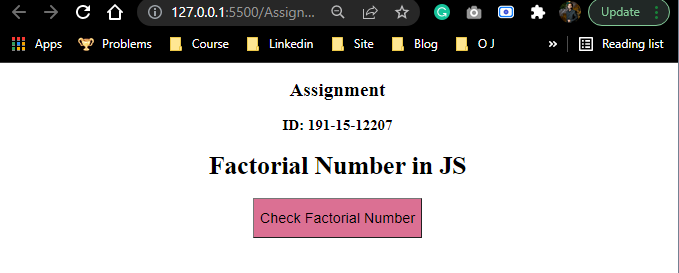 127.0.0.1:5500/Assign...
Update
Apps
Problems
Course
Linkedin
Site
Blog
O J
»
Reading list
Assignment
ID: 191-15-12207
Factorial Number in JS
Check Factorial Number